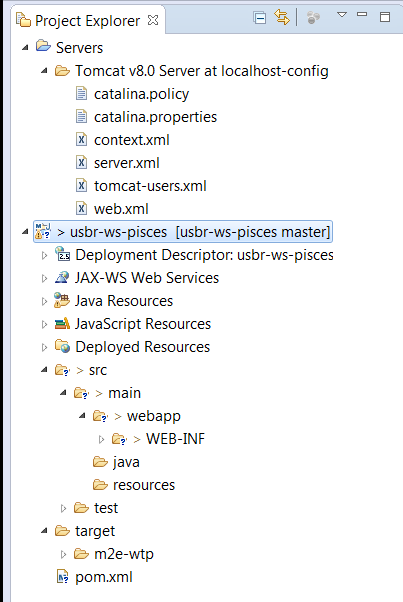 Project Explorer
Servers
Tomcat v8.0 Server at localhost-config
catalina.policy
catalina.properties
context.xml
server.xml
tomcat-users.xml
web.xml
> usbr-ws-pisces [usbr-ws-pisces master]
Deployment Descriptor: usbr-ws-pisces
JAX-WS Web Services
Java Resources
JavaScript Resources
Deployed Resources
> src
> main
> webapp
> WEB-INF
java
resources
test
target
m2e-wtp
pom.xml